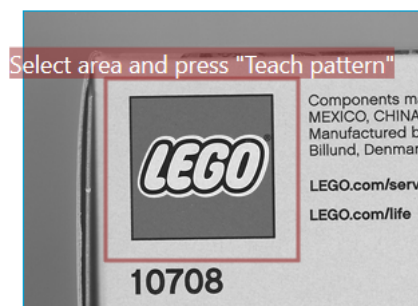 Select area and press "Teach pattern"
Components m
MEXICO, CHINA
Manufactured b
Billund, Denmar
LEGO
LEGO.com/serv
LEGO.com/life
10708